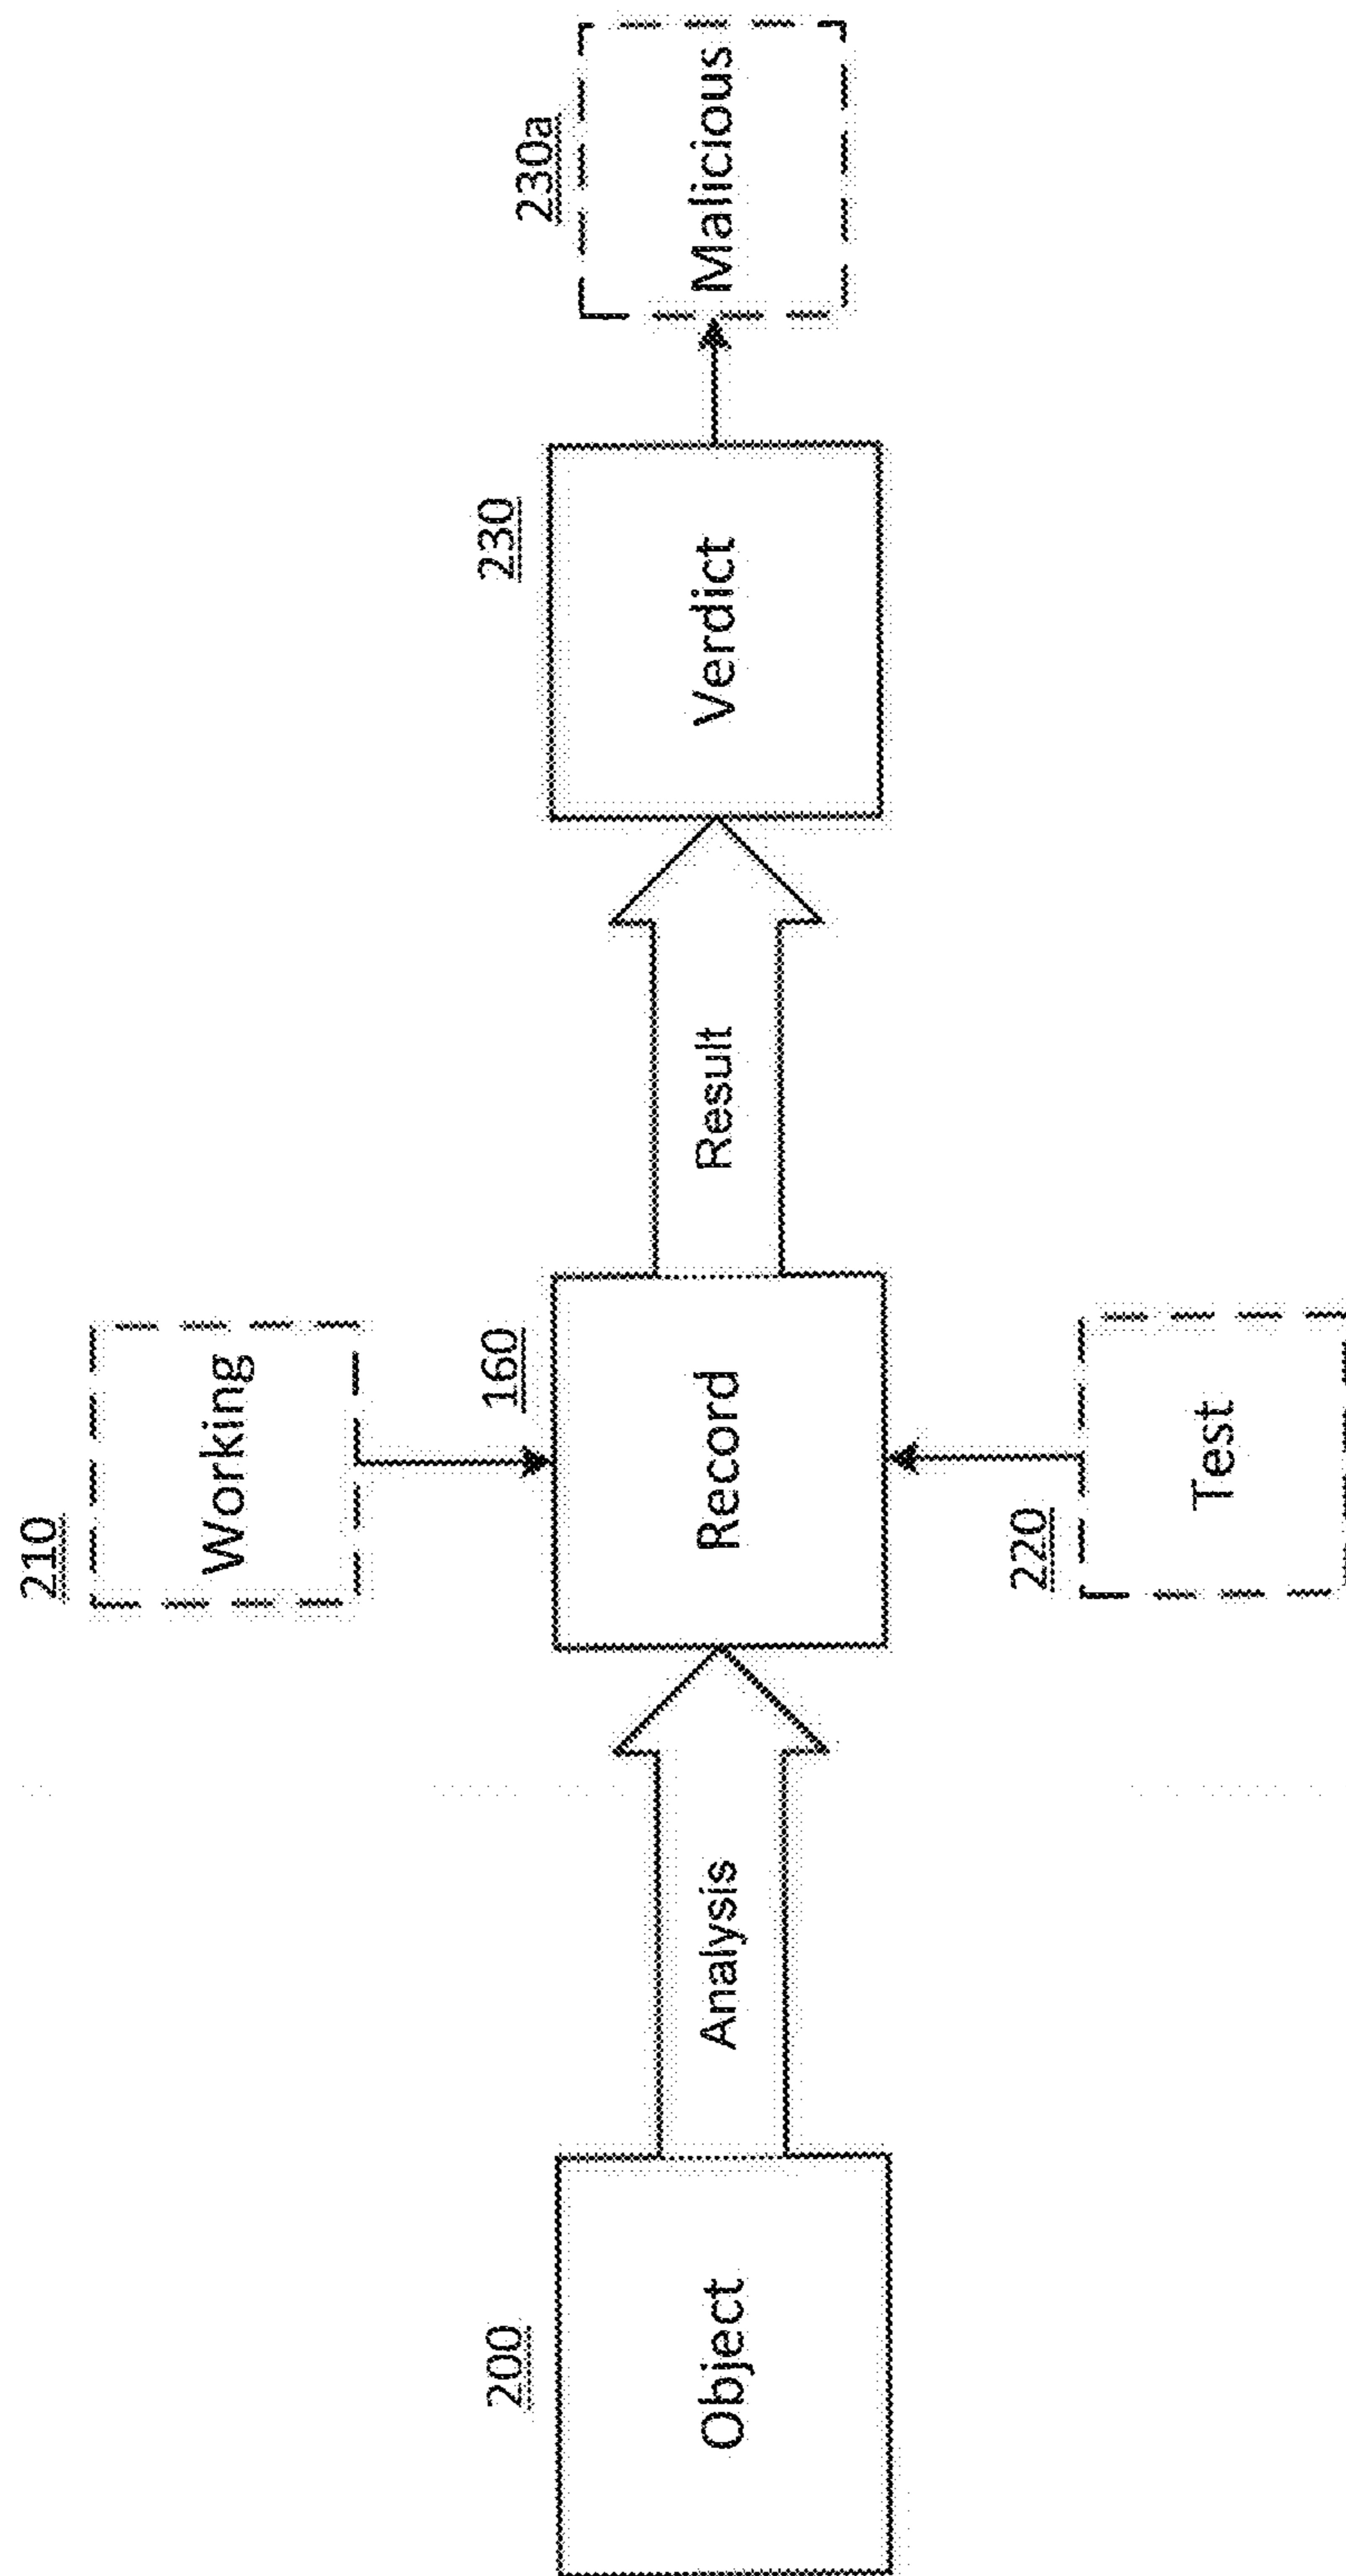 210
Working
200
Object
Analysis
160
Record
Result
230
Verdict
230a
Malicious
220
Test